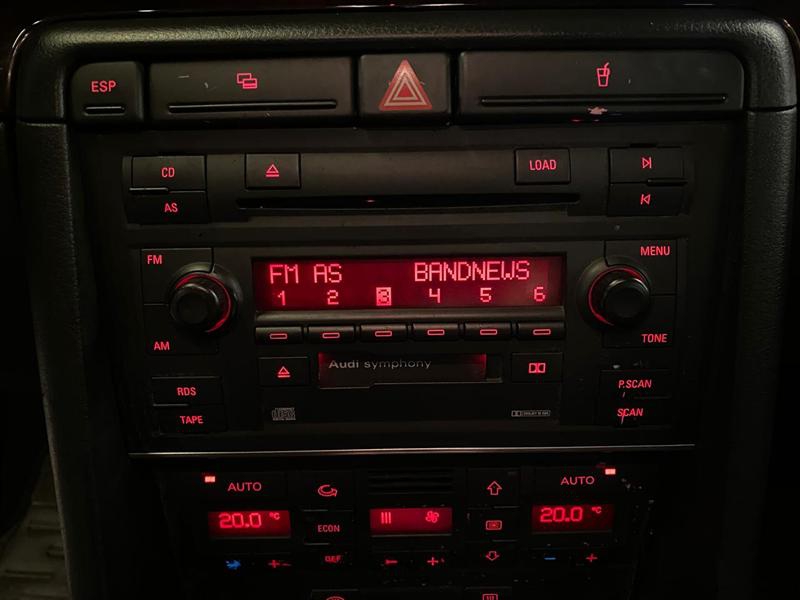 ESP
CD
LOAD
AS
FM
MENU
FM AS BANDNEWS
1 2 3 4 5 6
AM
TONE
Audi symphony
RDS
P.SCAN
TAPE
SCAN
AUTO
AUTO
20.0 °C
20.0 °C
ECON
DEF